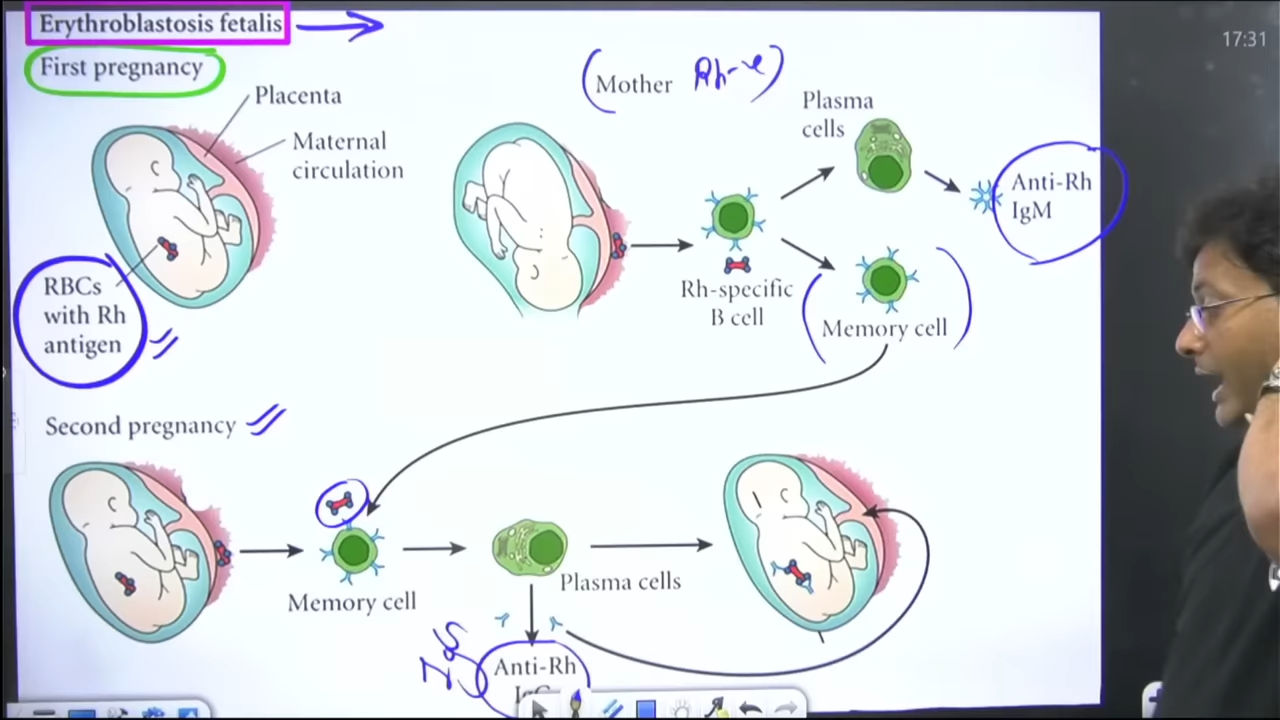 Erythroblastosis fetalis
First pregnancy
17:31
(Mother Rh-ve)
Placenta
Maternal
circulation
Plasma
cells
Anti-Rh
IgM
RBCs
with Rh
antigen
Rh-specific
B cell
(Memory cell)
Second pregnancy
Memory cell
Plasma cells
Anti-Rh
IgG